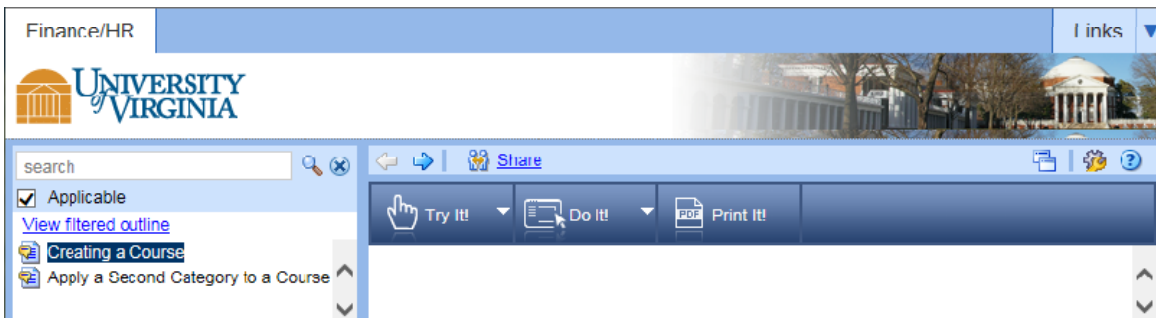 Finance/HR
Links
UNIVERSITY
of VIRGINIA
search
Share
Applicable
Try It!
Do It!
PDF
Print It!
View filtered outline
Creating a Course
Apply a Second Category to a Course